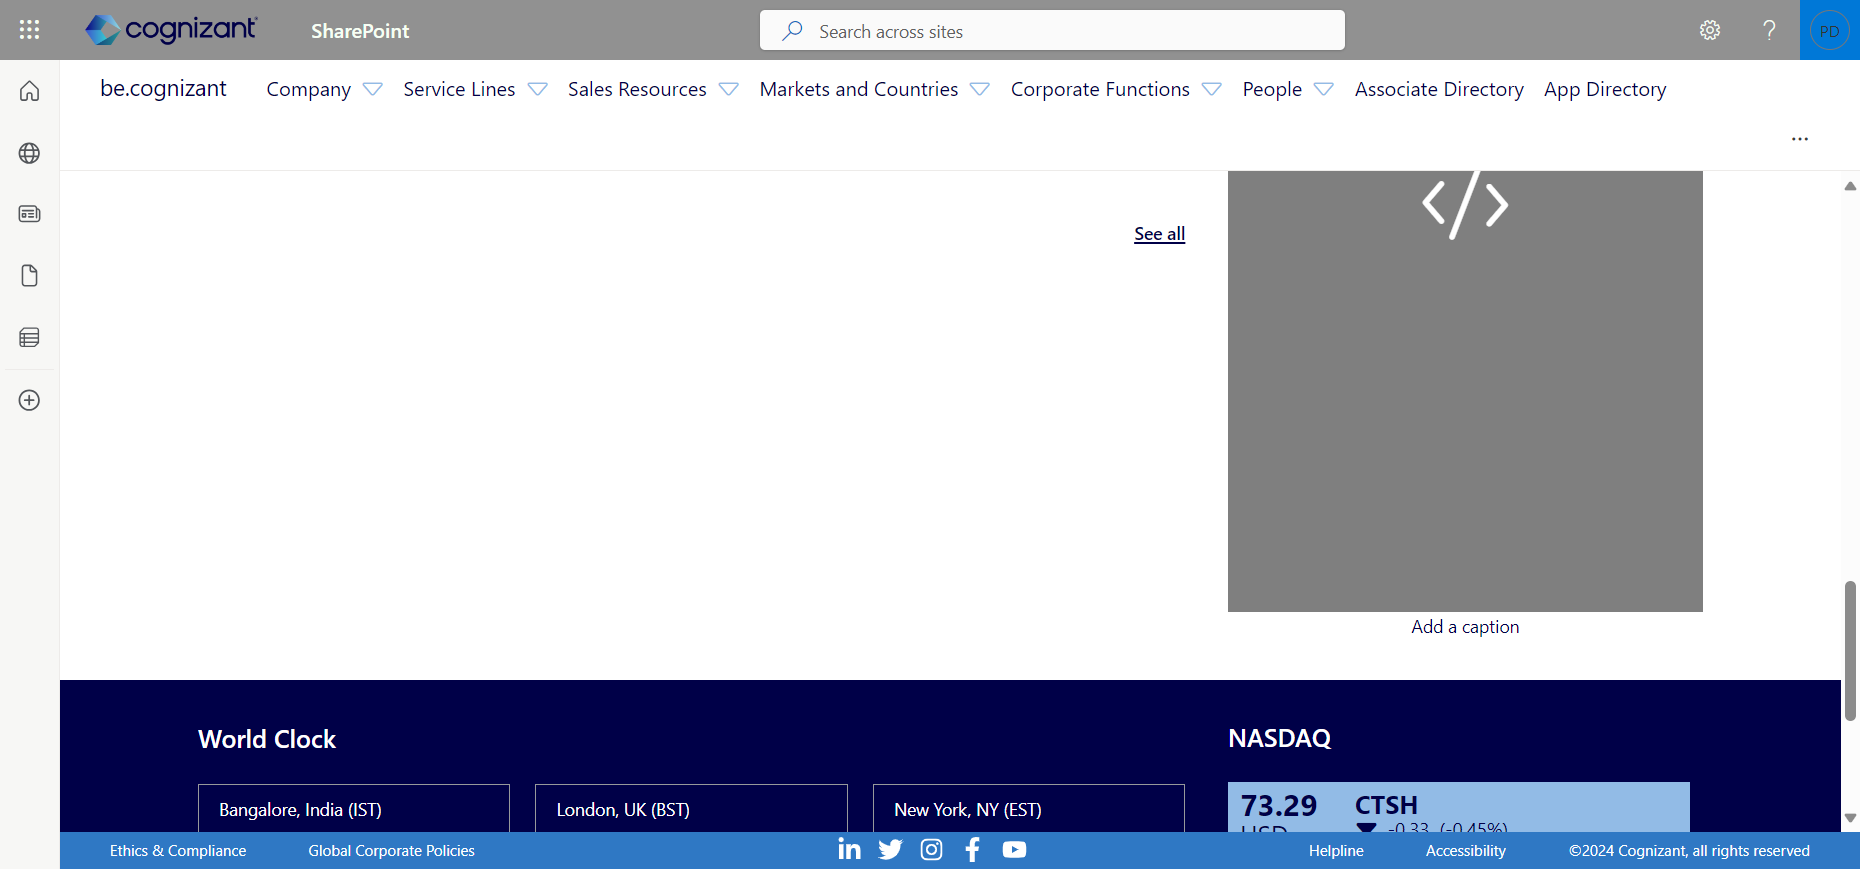 cognizant
SharePoint
Search across sites
PD
be.cognizant
Company
Service Lines
Sales Resources
Markets and Countries
Corporate Functions
People
Associate Directory
App Directory
See all
Add a caption
World Clock
NASDAQ
Bangalore, India (IST)
London, UK (BST)
New York, NY (EST)
73.29
CTSH
USD
-0.33 (-0.45%)
Ethics & Compliance
Global Corporate Policies
Helpline
Accessibility
©2024 Cognizant, all rights reserved